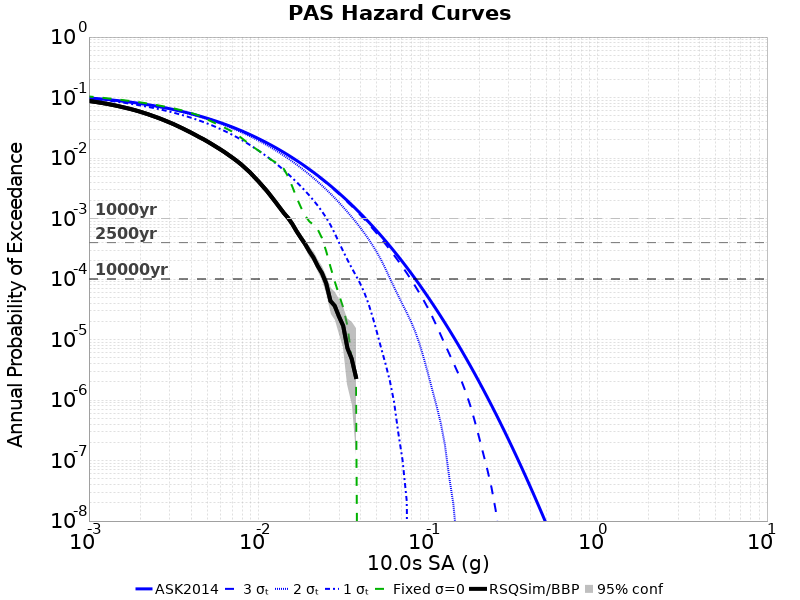 PAS Hazard Curves
Annual Probability of Exceedance
10^0
10^-1
10^-2
10^-3
10^-4
10^-5
10^-6
10^-7
10^-8
1000yr
2500yr
10000yr
10^-3 10^-2 10^-1 10^0 10^1
10.0s SA (g)
ASK2014 3 σₜ 2 σₜ 1 σₜ Fixed σ=0 RSQSim/BBP 95% conf